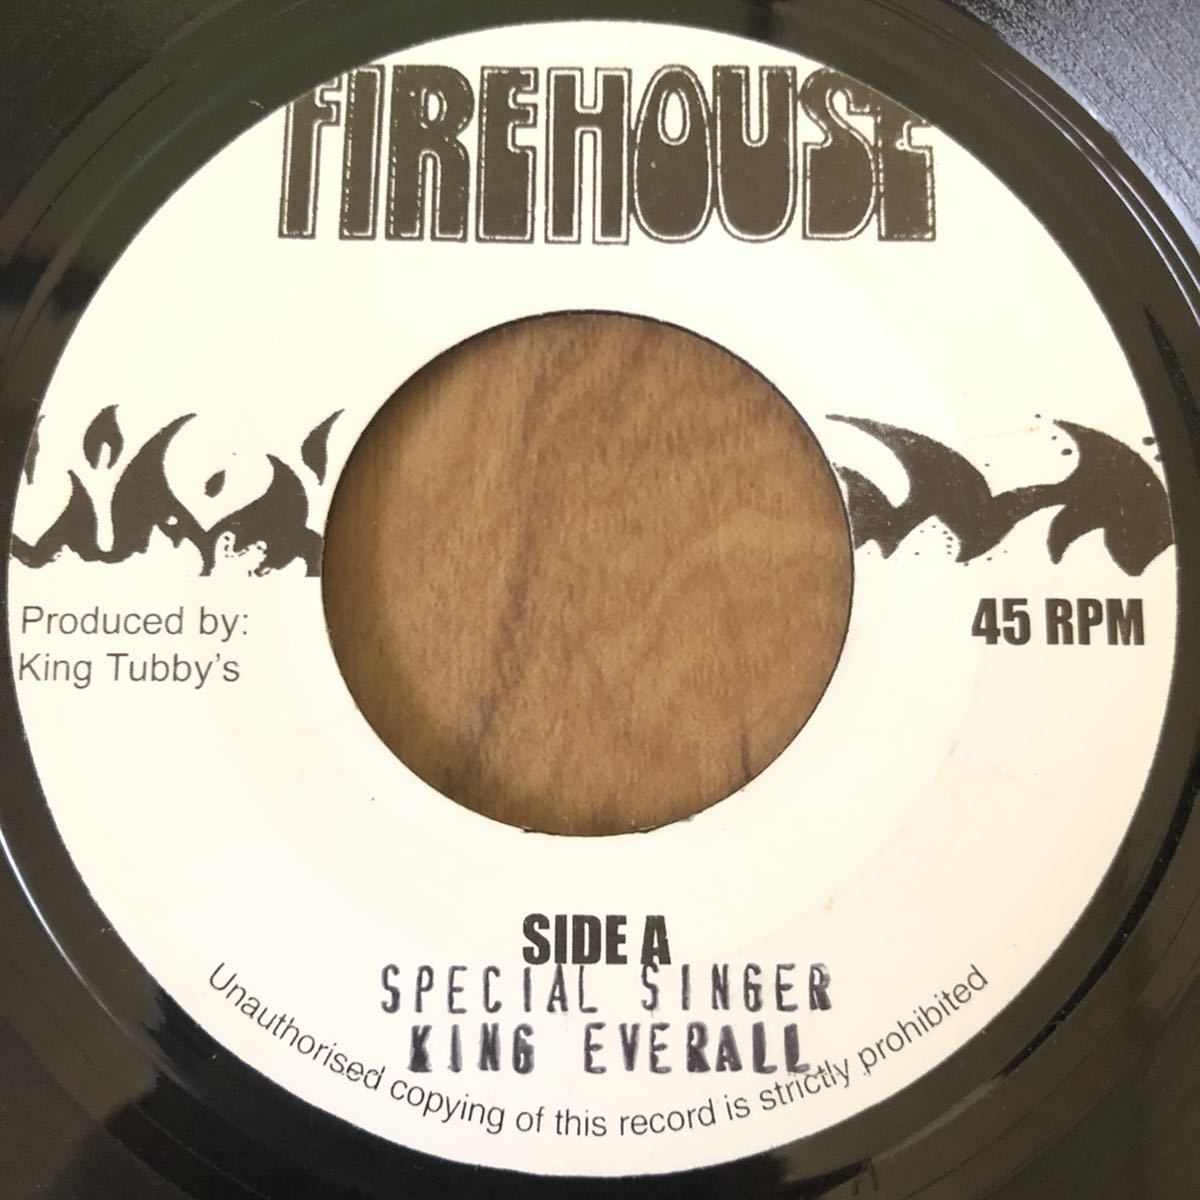 FIREHOUSE
Produced by:
King Tubby's
45 RPM
SIDE A
SPECIAL SINGER
KING EVERALL
Unauthorised copying of this record is strictly prohibited